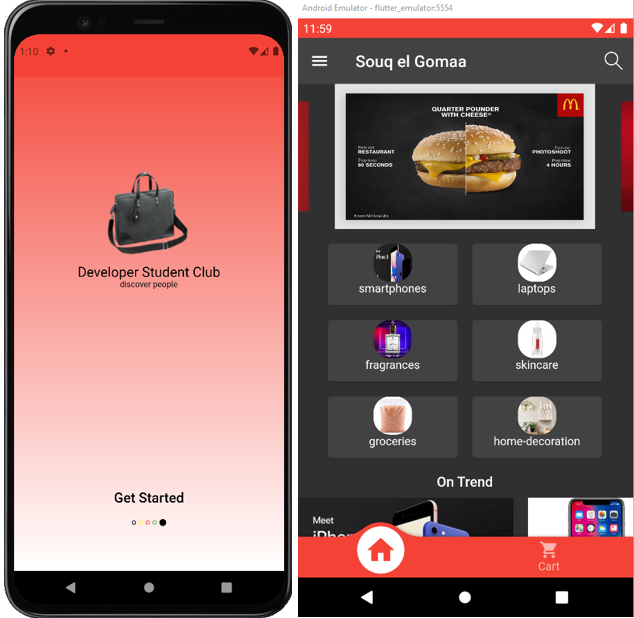 1:10
Developer Student Club
discover people
Get Started
Android Emulator - flutter_emulator:5554
11:59
Souq el Gomaa
QUARTER POUNDER
WITH CHEESE®
RESTAURANT
60 SECONDS
PHOTOSHOOT
4 HOURS
smartphones
laptops
fragrances
skincare
groceries
home-decoration
On Trend
Meet
Cart